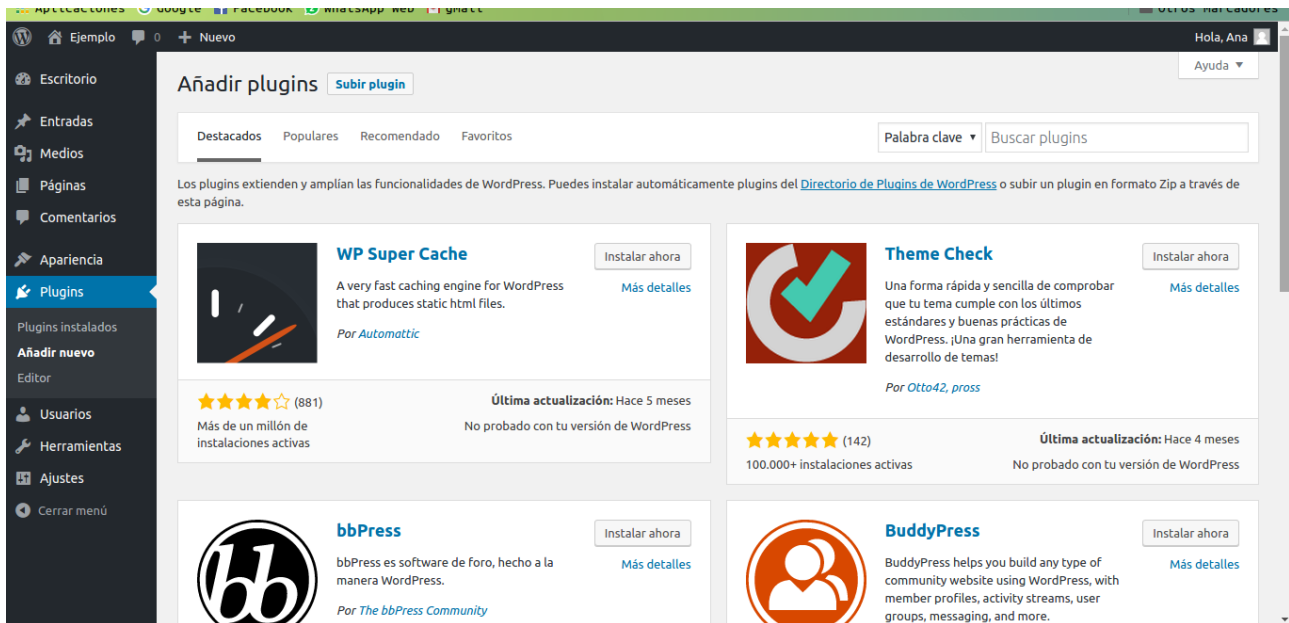 Aplicaciones Google Facebook WhatsApp Web gmail Otros marcadores
Ejemplo 0 + Nuevo Hola, Ana
Escritorio
Entradas
Medios
Páginas
Comentarios
Apariencia
Plugins
Plugins instalados
Añadir nuevo
Editor
Usuarios
Herramientas
Ajustes
Cerrar menú
Ayuda ▼
Añadir plugins Subir plugin
Destacados Populares Recomendado Favoritos Palabra clave ▼ Buscar plugins
Los plugins extienden y amplían las funcionalidades de WordPress. Puedes instalar automáticamente plugins del Directorio de Plugins de WordPress o subir un plugin en formato Zip a través de
esta página.
WP Super Cache
Instalar ahora
Más detalles
A very fast caching engine for WordPress
that produces static html files.
Por Automattic
(881)
Más de un millón de
instalaciones activas
Última actualización: Hace 5 meses
No probado con tu versión de WordPress
Theme Check
Instalar ahora
Más detalles
Una forma rápida y sencilla de comprobar
que tu tema cumple con los últimos
estándares y buenas prácticas de
WordPress. ¡Una gran herramienta de
desarrollo de temas!
Por Otto42, pross
(142)
100.000+ instalaciones activas
Última actualización: Hace 4 meses
No probado con tu versión de WordPress
bb
bbPress
Instalar ahora
Más detalles
bbPress es software de foro, hecho a la
manera WordPress.
Por The bbPress Community
BuddyPress
Instalar ahora
Más detalles
BuddyPress helps you build any type of
community website using WordPress, with
member profiles, activity streams, user
groups, messaging, and more.